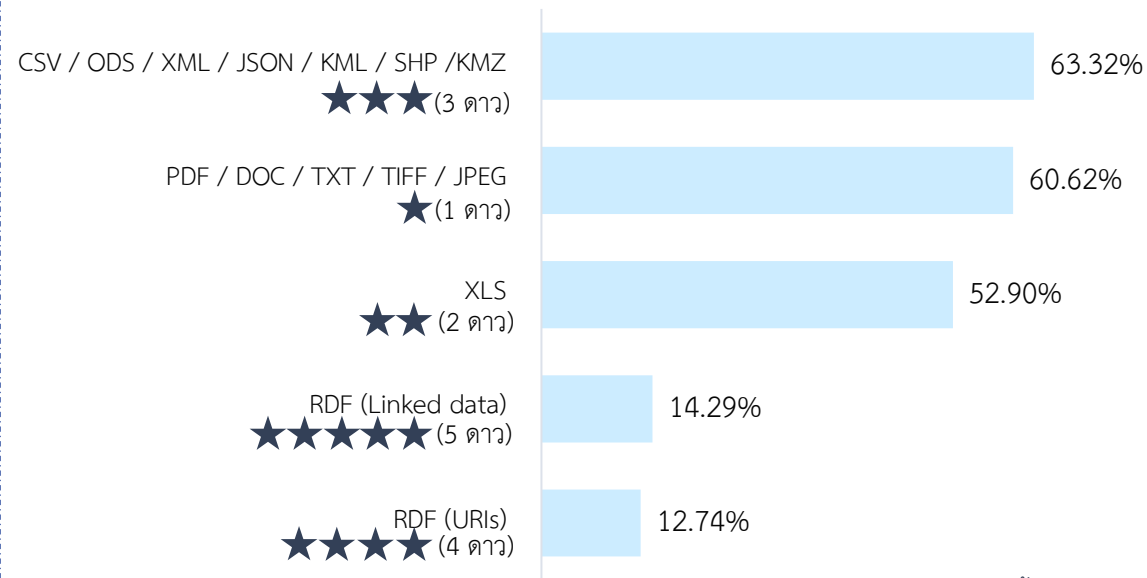 CSV / ODS / XML / JSON / KML / SHP /KMZ
(3 ดาว)
63.32%
PDF / DOC / TXT / TIFF / JPEG
(1 ดาว)
60.62%
XLS
(2 ดาว)
52.90%
RDF (Linked data)
(5 ดาว)
14.29%
RDF (URIs)
(4 ดาว)
12.74%